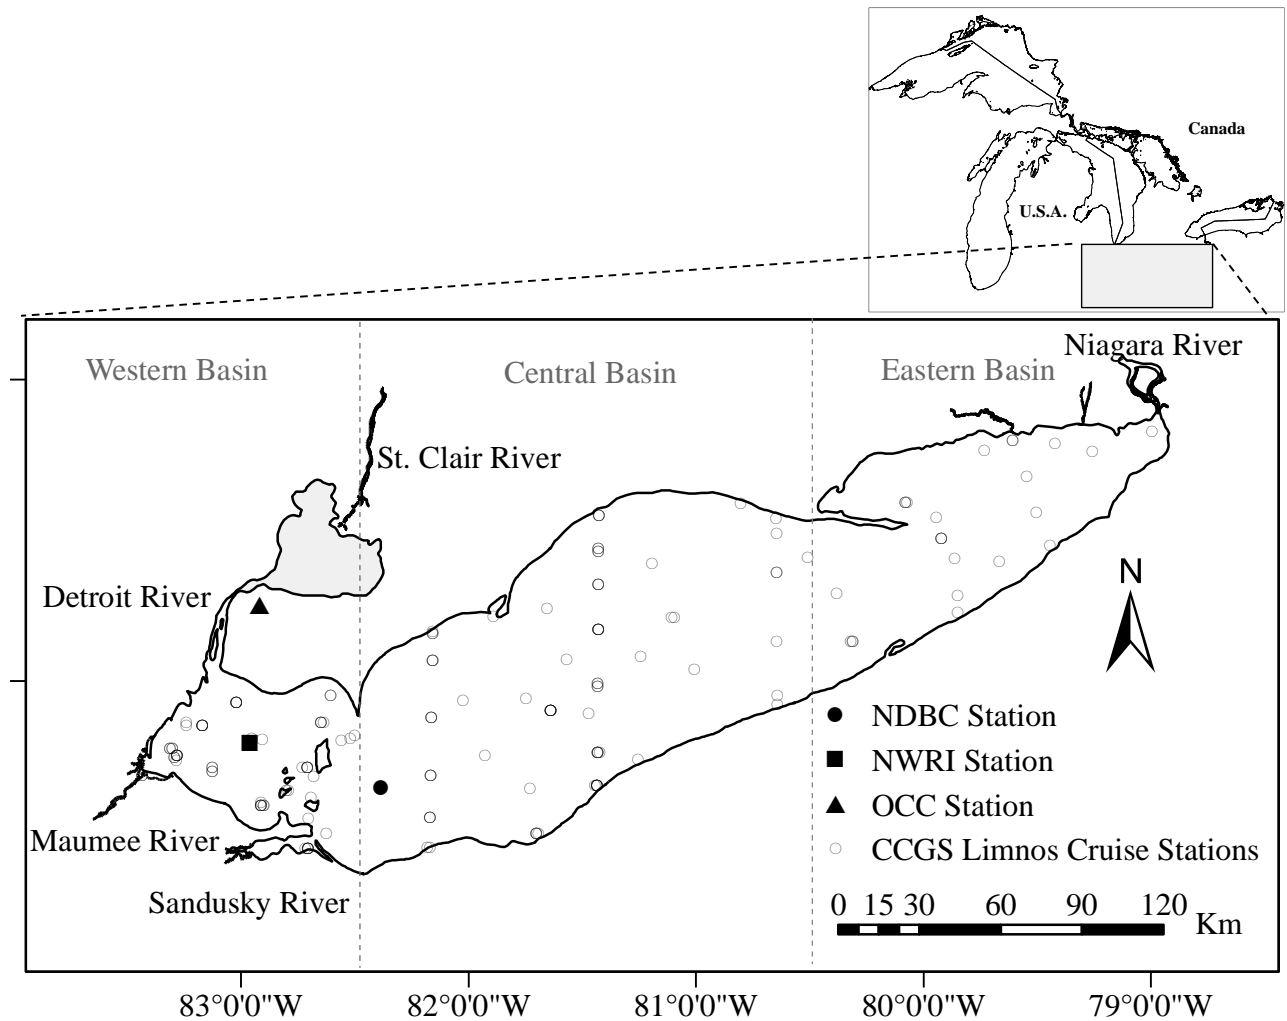 Canada
U.S.A.
Niagara River
Western Basin
Central Basin
Eastern Basin
St. Clair River
Detroit River
N
NDBC Station
NWRI Station
OCC Station
CCGS Limnos Cruise Stations
Maumee River
Sandusky River
0 15 30 60 90 120
Km
83°0'0"W 82°0'0"W 81°0'0"W 80°0'0"W 79°0'0"W